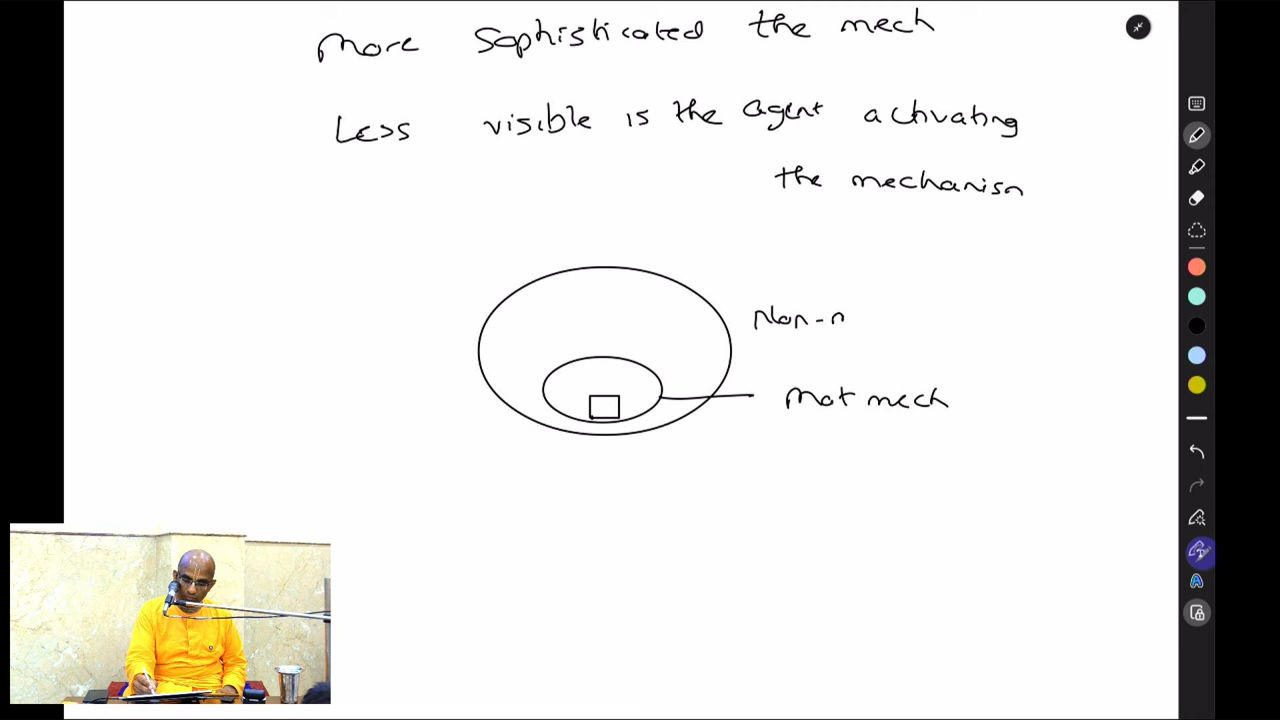 More sophisticated the mech
Less visible is the agent activating
the mechanism
Non-n
Mat mech